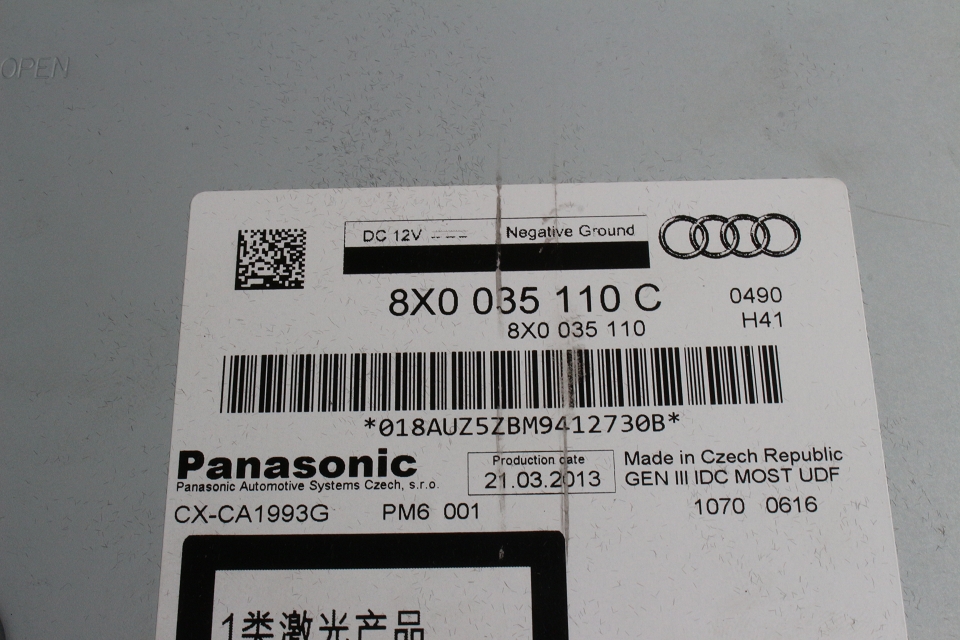 OPEN
DC 12V Negative Ground
8X0 035 110 C
0490
8X0 035 110
H41
*018AUZ5ZBM9412730B*
Panasonic
Panasonic Automotive Systems Czech, s.r.o.
Production date
21.03.2013
Made in Czech Republic
GEN III IDC MOST UDF
CX-CA1993G PM6 001
1070 0616
1类激光产品